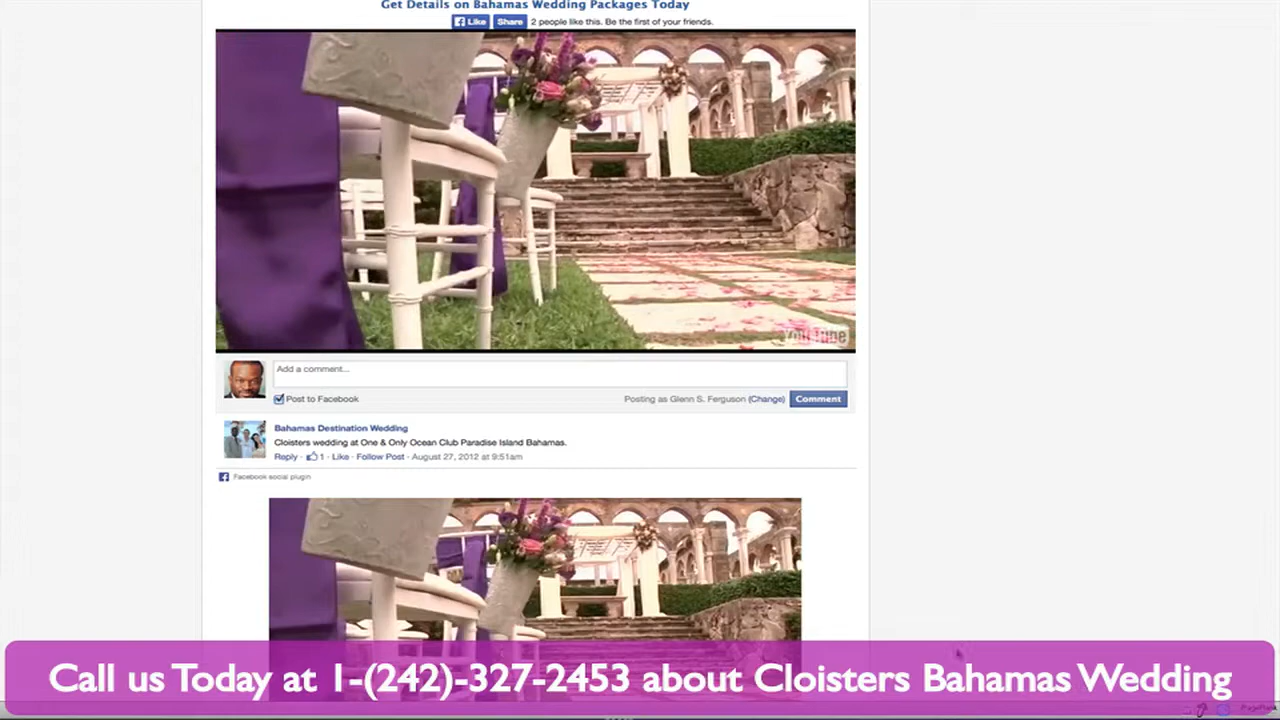 Get Details on Bahamas Wedding Packages Today
Like Share 2 people like this. Be the first of your friends.
YouTube
Add a comment...
Post to Facebook Posting as Glenn S. Ferguson (Change) Comment
Bahamas Destination Wedding
Cloisters wedding at One & Only Ocean Club Paradise Island Bahamas.
Reply · 1 · Like · Follow Post · August 27, 2012 at 9:51am
Facebook social plugin
Call us Today at 1-(242)-327-2453 about Cloisters Bahamas Wedding